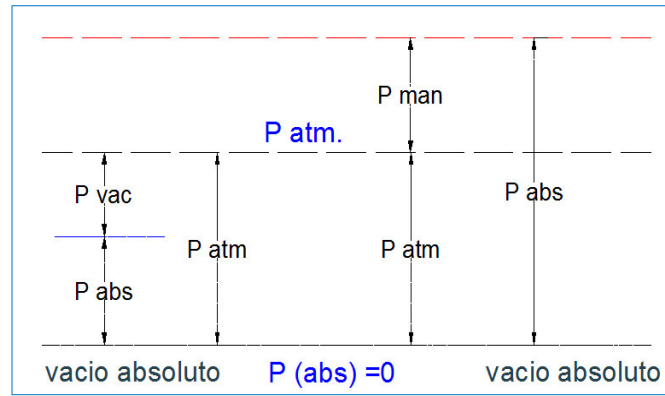 P man
P atm.
P vac
P abs
P atm
P atm
P abs
vacio absoluto
P (abs) =0
vacio absoluto